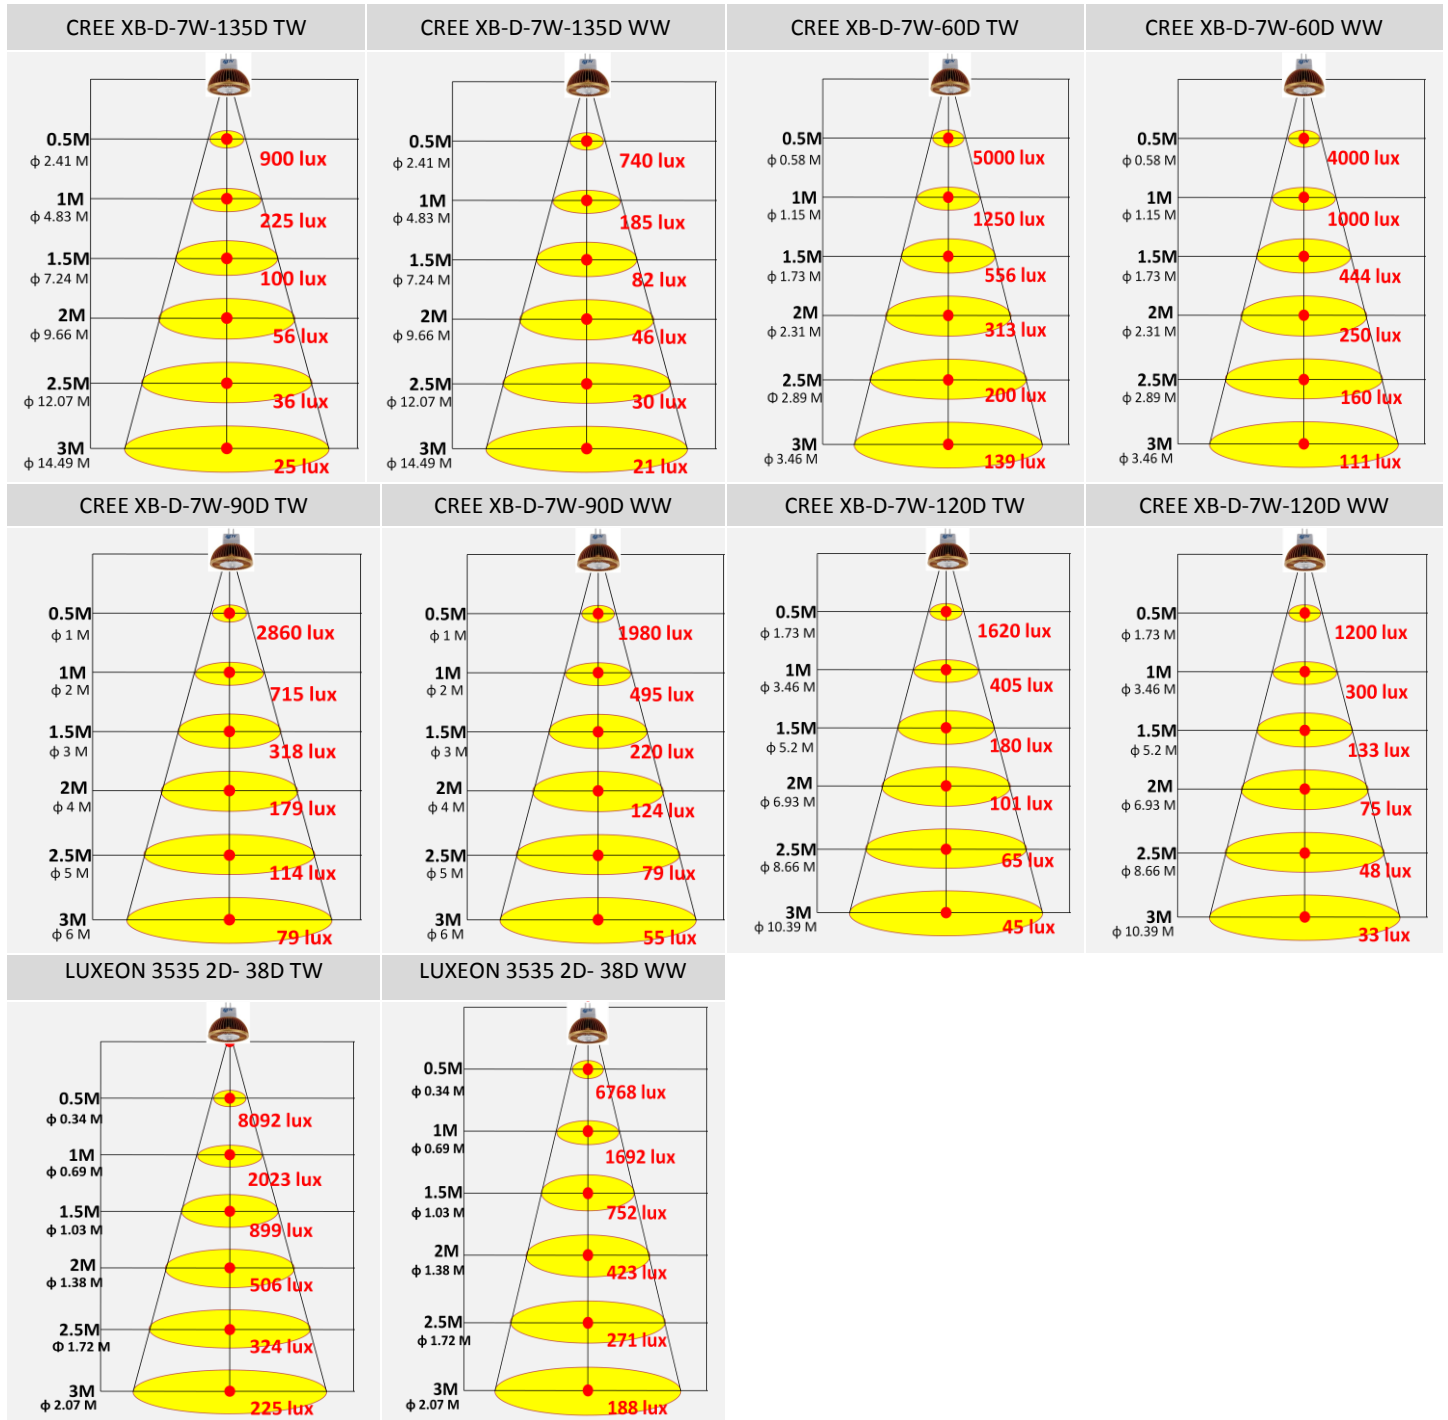 CREE XB-D-7W-135D TW
0.5M
ϕ 2.41 M
900 lux
1M
ϕ 4.83 M
225 lux
1.5M
ϕ 7.24 M
100 lux
2M
ϕ 9.66 M
56 lux
2.5M
ϕ 12.07 M
36 lux
3M
ϕ 14.49 M
25 lux
CREE XB-D-7W-135D WW
0.5M
ϕ 2.41 M
740 lux
1M
ϕ 4.83 M
185 lux
1.5M
ϕ 7.24 M
82 lux
2M
ϕ 9.66 M
46 lux
2.5M
ϕ 12.07 M
30 lux
3M
ϕ 14.49 M
21 lux
CREE XB-D-7W-60D TW
0.5M
ϕ 0.58 M
5000 lux
1M
ϕ 1.15 M
1250 lux
1.5M
ϕ 1.73 M
556 lux
2M
ϕ 2.31 M
313 lux
2.5M
Φ 2.89 M
200 lux
3M
ϕ 3.46 M
139 lux
CREE XB-D-7W-60D WW
0.5M
ϕ 0.58 M
4000 lux
1M
ϕ 1.15 M
1000 lux
1.5M
ϕ 1.73 M
444 lux
2M
ϕ 2.31 M
250 lux
2.5M
ϕ 2.89 M
160 lux
3M
ϕ 3.46 M
111 lux
CREE XB-D-7W-90D TW
0.5M
ϕ 1 M
2860 lux
1M
ϕ 2 M
715 lux
1.5M
ϕ 3 M
318 lux
2M
ϕ 4 M
179 lux
2.5M
ϕ 5 M
114 lux
3M
ϕ 6 M
79 lux
CREE XB-D-7W-90D WW
0.5M
ϕ 1 M
1980 lux
1M
ϕ 2 M
495 lux
1.5M
ϕ 3 M
220 lux
2M
ϕ 4 M
124 lux
2.5M
ϕ 5 M
79 lux
3M
ϕ 6 M
55 lux
CREE XB-D-7W-120D TW
0.5M
ϕ 1.73 M
1620 lux
1M
ϕ 3.46 M
405 lux
1.5M
ϕ 5.2 M
180 lux
2M
ϕ 6.93 M
101 lux
2.5M
ϕ 8.66 M
65 lux
3M
ϕ 10.39 M
45 lux
CREE XB-D-7W-120D WW
0.5M
ϕ 1.73 M
1200 lux
1M
ϕ 3.46 M
300 lux
1.5M
ϕ 5.2 M
133 lux
2M
ϕ 6.93 M
75 lux
2.5M
ϕ 8.66 M
48 lux
3M
ϕ 10.39 M
33 lux
LUXEON 3535 2D- 38D TW
0.5M
ϕ 0.34 M
8092 lux
1M
ϕ 0.69 M
2023 lux
1.5M
ϕ 1.03 M
899 lux
2M
ϕ 1.38 M
506 lux
2.5M
Φ 1.72 M
324 lux
3M
ϕ 2.07 M
225 lux
LUXEON 3535 2D- 38D WW
0.5M
ϕ 0.34 M
6768 lux
1M
ϕ 0.69 M
1692 lux
1.5M
ϕ 1.03 M
752 lux
2M
ϕ 1.38 M
423 lux
2.5M
ϕ 1.72 M
271 lux
3M
ϕ 2.07 M
188 lux